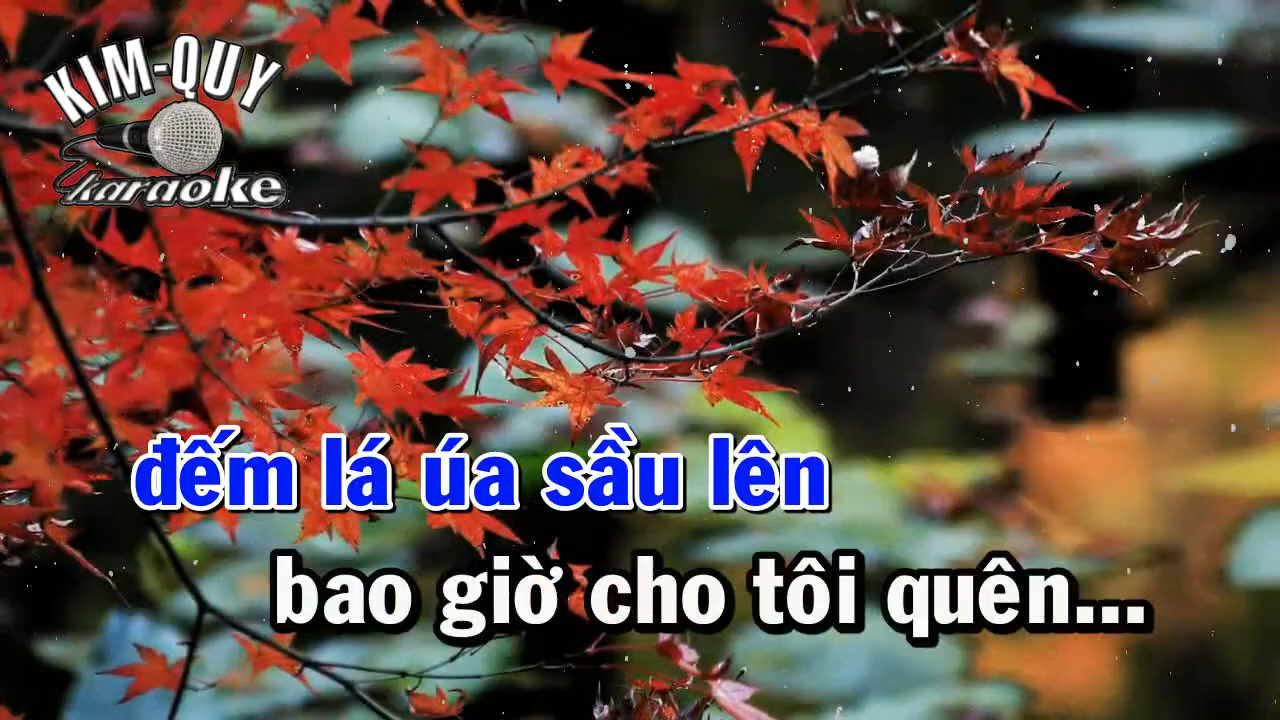 KIM-QUY
karaoke
đếm lá úa sầu lên
bao giờ cho tôi quên...